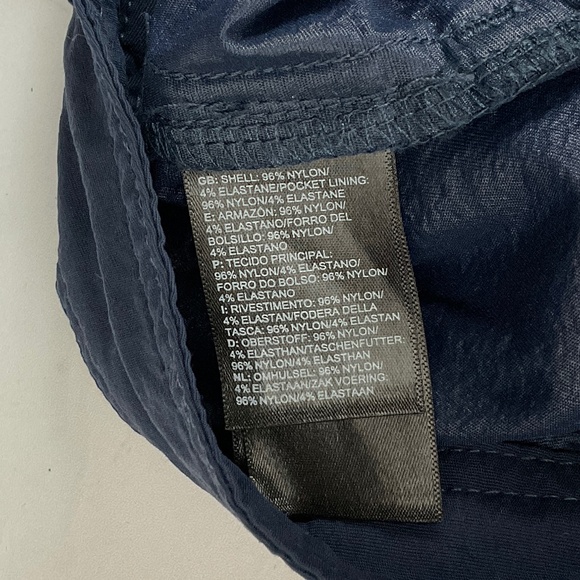 GB: SHELL: 96% NYLON/
4% ELASTANE/POCKET LINING:
96% NYLON/4% ELASTANE
E: ARMAZÓN: 96% NYLON/
4% ELASTANO/FORRO DEL
BOLSILLO: 96% NYLON/
4% ELASTANO
P: TECIDO PRINCIPAL:
96% NYLON/4% ELASTANO/
FORRO DO BOLSO: 96% NYLON/
4% ELASTANO
I: RIVESTIMENTO: 96% NYLON/
4% ELASTAN/FODERA DELLA
TASCA: 96% NYLON/4% ELASTAN
D: OBERSTOFF: 96% NYLON/
4% ELASTHAN/TASCHENFUTTER:
96% NYLON/4% ELASTHAN
NL: OMHULSEL: 96% NYLON/
4% ELASTAAN/ZAK VOERING:
96% NYLON/4% ELASTAAN